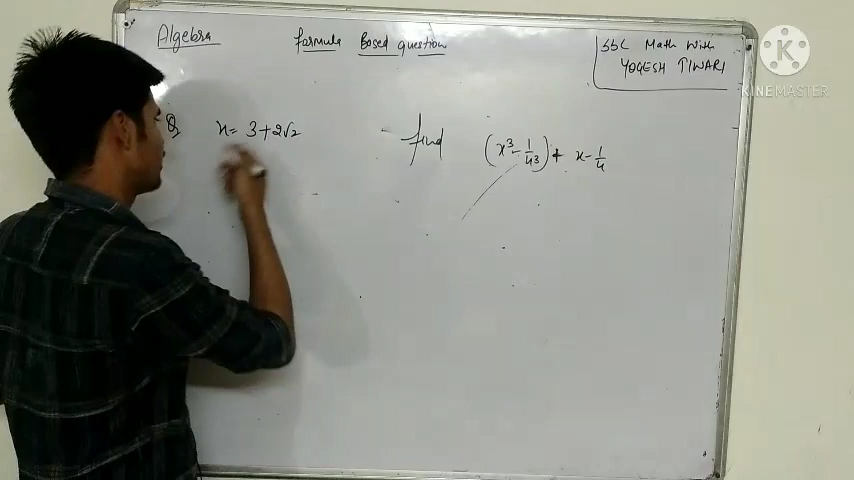 Algebra
formula Based question
SSC Math With
YOGESH TIWARI
KINEMASTER
Q x = 3 + 2√2
find (x³ - 1/x³) + x - 1/x